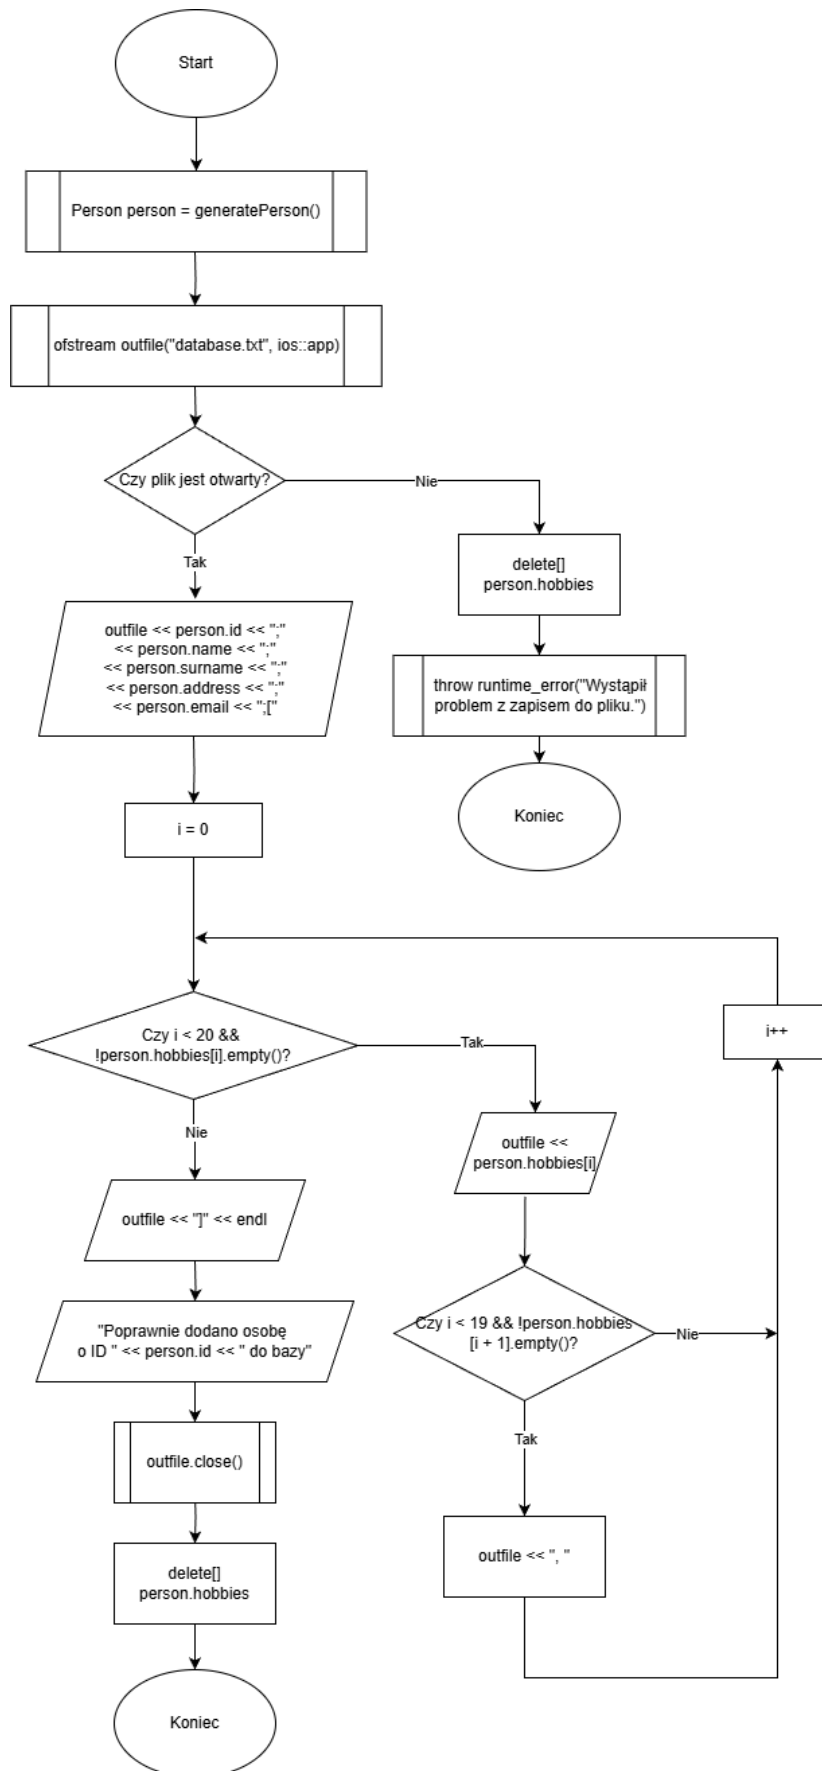 Start
Person person = generatePerson()
ofstream outfile("database.txt", ios::app)
Czy plik jest otwarty?
Nie
Tak
delete[]
person.hobbies
outfile << person.id << ";"
<< person.name << ";"
<< person.surname << ";"
<< person.address << ";"
<< person.email << ";["
throw runtime_error("Wystąpił
problem z zapisem do pliku.")
Koniec
i = 0
i++
Czy i < 20 &&
!person.hobbies[i].empty()?
Tak
Nie
outfile <<
person.hobbies[i]
outfile << "]" << endl
"Poprawnie dodano osobę
o ID " << person.id << " do bazy"
Czy i < 19 && !person.hobbies
[i + 1].empty()?
Nie
Tak
outfile.close()
outfile << ", "
delete[]
person.hobbies
Koniec